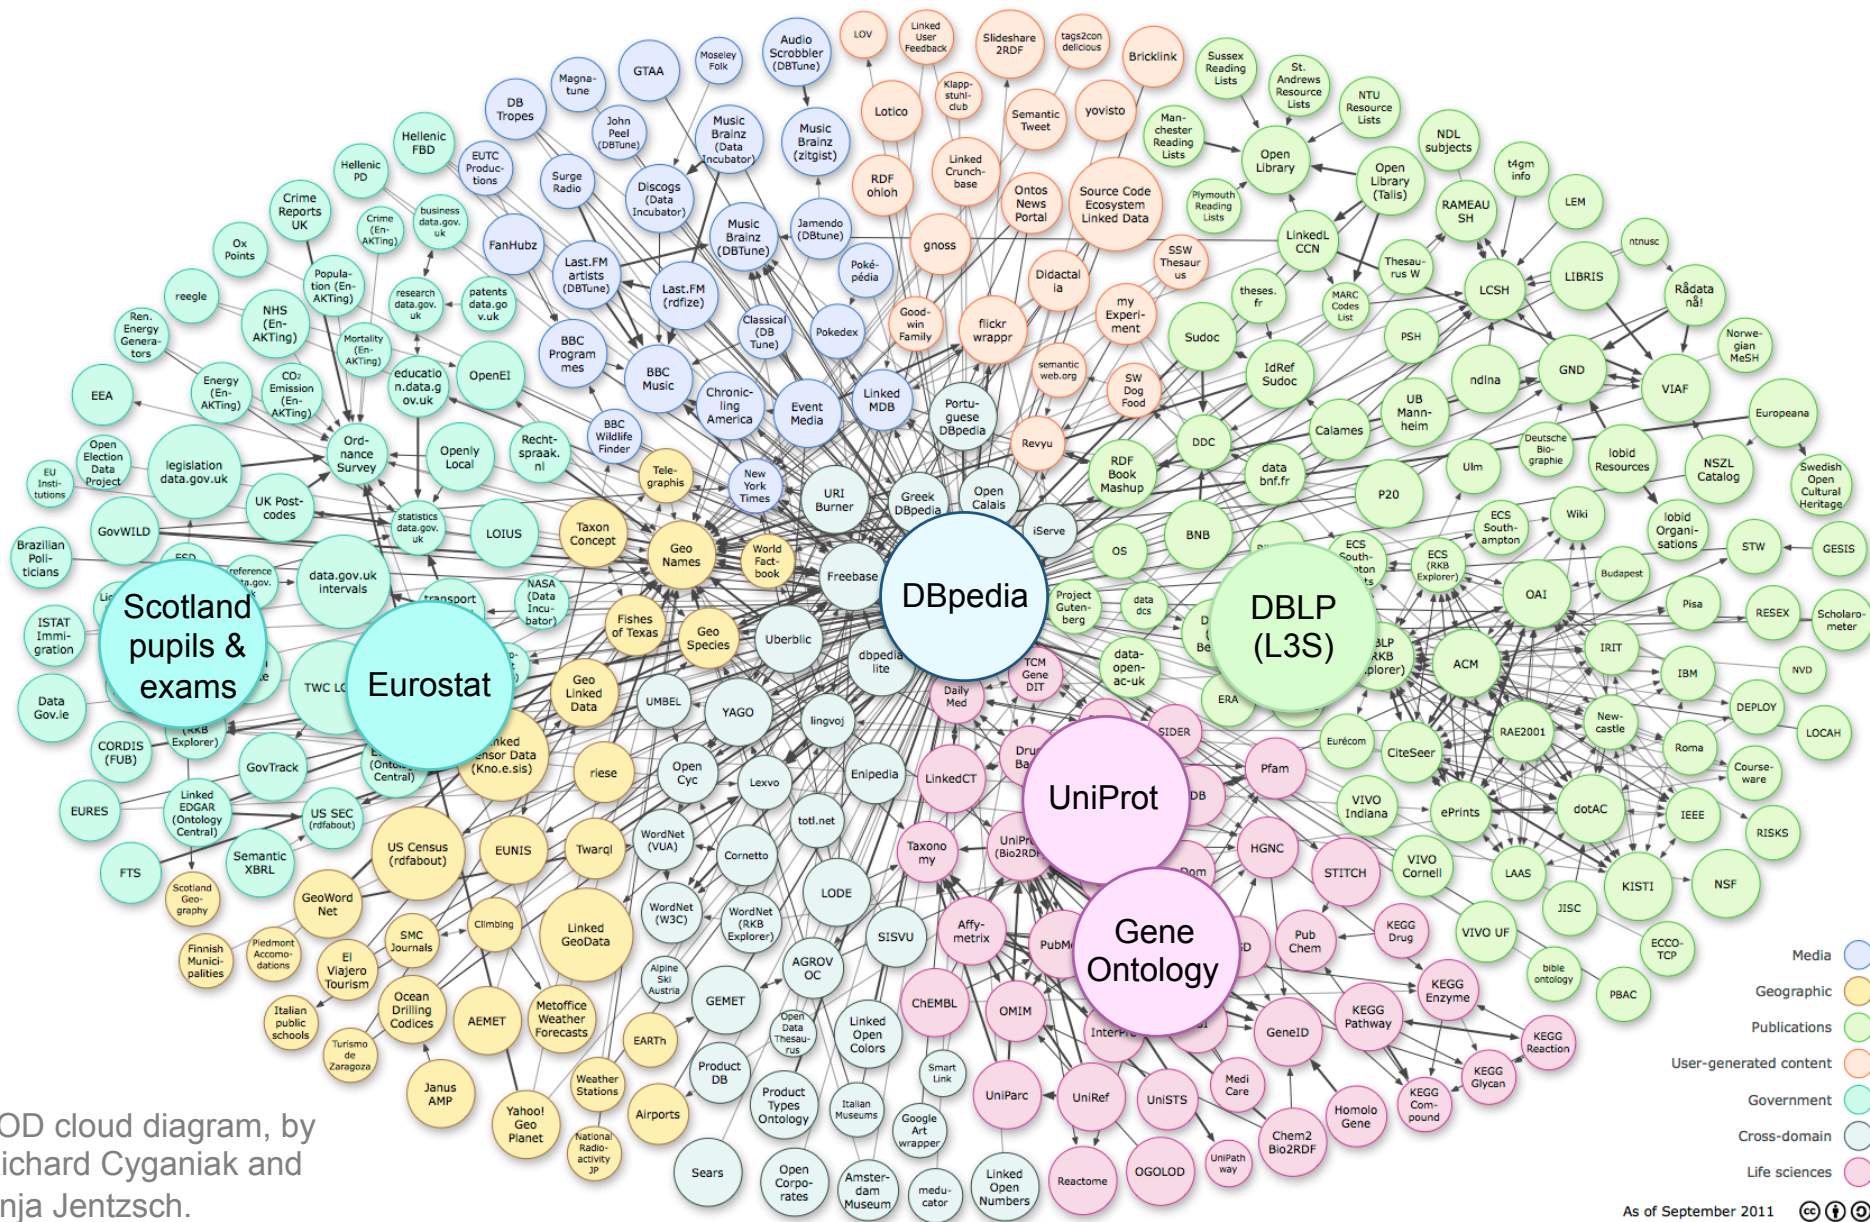 Audio
Scrobbler
(DBTune)
LOV
Linked
User
Feedback
Slideshare
2RDF
tags2con
delicious
Bricklink
Sussex
Reading
Lists
St.
Andrews
Resource
Lists
NTU
Resource
Lists
Moseley
Folk
GTAA
Magna-
tune
DB
Tropes
John
Peel
(DBTune)
Music
Brainz
(Data
Incubator)
Music
Brainz
(zitgist)
Lotico
Klapp-
stuhl-
club
Semantic
Tweet
yovisto
Man-
chester
Reading
Lists
Open
Library
NDL
subjects
t4gm
info
Hellenic
FBD
Hellenic
PD
EUTC
Produc-
tions
Surge
Radio
Discogs
(Data
Incubator)
RDF
ohloh
Linked
Crunch-
base
Ontos
News
Portal
Source Code
Ecosystem
Linked Data
Plymouth
Reading
Lists
Open
Library
(Talis)
RAMEAU
SH
LEM
Crime
Reports
UK
Crime
(En-
AKTing)
business
data.gov.
uk
FanHubz
Music
Brainz
(DBTune)
Jamendo
(DBtune)
gnoss
SSW
Thesaur
us
LinkedL
CCN
ntnusc
Ox
Points
Popula-
tion (En-
AKTing)
Last.FM
artists
(DBTune)
Last.FM
(rdfize)
Poké-
pédia
Didactal
ia
theses.
fr
Thesau-
rus W
LCSH
LIBRIS
Rådata
nå!
reegle
research
data.gov.
uk
patents
data.go
v.uk
MARC
Codes
List
Ren.
Energy
Genera-
tors
NHS
(En-
AKTing)
Mortality
(En-
AKTing)
Classical
(DB
Tune)
Pokedex
Good-
win
Family
flickr
wrappr
my
Experi-
ment
Sudoc
PSH
Norwe-
gian
MeSH
BBC
Program
mes
BBC
Music
semantic
web.org
SW
Dog
Food
IdRef
Sudoc
ndlna
GND
VIAF
EEA
Energy
(En-
AKTing)
CO2
Emission
(En-
AKTing)
educatio
n.data.g
ov.uk
OpenEI
Chronic-
ling
America
Event
Media
Linked
MDB
Portu-
guese
DBpedia
Revyu
DDC
Calames
UB
Mann-
heim
Europeana
Open
Election
Data
Project
EU
Insti-
tutions
legislation
data.gov.uk
Ord-
nance
Survey
Openly
Local
Recht-
spraak.
nl
BBC
Wildlife
Finder
Tele-
graphis
New
York
Times
URI
Burner
Greek
DBpedia
Open
Calais
iServe
RDF
Book
Mashup
data
bnf.fr
Ulm
Deutsche
Bio-
graphie
lobid
Resources
NSZL
Catalog
Swedish
Open
Cultural
Heritage
P20
GovWILD
UK Post-
codes
statistics
data.gov.
uk
LOIUS
Taxon
Concept
Geo
Names
World
Fact-
book
Freebase
OS
BNB
ECS
South-
ampton
Wiki
lobid
Organi-
sations
STW
GESIS
Brazilian
Poli-
ticians
data.gov.uk
intervals
NASA
(Data
Incu-
bator)
DBpedia
Project
Guten-
berg
data
dcs
DBLP
(L3S)
ECS
(RKB
Explorer)
OAI
Budapest
Pisa
RESEX
Scholaro-
meter
ISTAT
Immi-
gration
Scotland
pupils &
exams
Eurostat
transport
Fishes
of Texas
Geo
Species
Uberblic
dbpedia
lite
TCM
Gene
DIT
data-
open-
ac-uk
ACM
IRIT
IBM
NVD
Data
Gov.ie
Geo
Linked
Data
UMBEL
YAGO
lingvoj
Daily
Med
ERA
RAE2001
New-
castle
DEPLOY
LOCAH
CORDIS
(FUB)
(RKB
Explorer)
GovTrack
riese
Open
Cyc
Lexvo
Enipedia
LinkedCT
SIDER
UniProt
Pfam
Eurécom
CiteSeer
Roma
Course-
ware
EURES
Linked
EDGAR
(Ontology
Central)
US SEC
(rdfabout)
totl.net
VIVO
Indiana
ePrints
dotAC
IEEE
RISKS
FTS
Semantic
XBRL
US Census
(rdfabout)
EUNIS
Twarql
WordNet
(VUA)
Cornetto
Taxono
my
HGNC
STITCH
VIVO
Cornell
LAAS
KISTI
NSF
Scotland
Geo-
graphy
GeoWord
Net
LODE
JISC
Finnish
Munici-
palities
Piedmont
Accomo-
dations
SMC
Journals
Climbing
Linked
GeoData
WordNet
(W3C)
WordNet
(RKB
Explorer)
SISVU
Affy-
metrix
Gene
Ontology
Pub
Chem
KEGG
Drug
VIVO UF
ECCO-
TCP
El
Viajero
Tourism
Alpine
Ski
Austria
AGROV
OC
bible
ontology
PBAC
Italian
public
schools
Ocean
Drilling
Codices
AEMET
Metoffice
Weather
Forecasts
GEMET
ChEMBL
OMIM
GeneID
KEGG
Pathway
KEGG
Enzyme
Turismo
de
Zaragoza
EARTh
Open
Data
Thesau-
rus
Linked
Open
Colors
KEGG
Reaction
Janus
AMP
Weather
Stations
Product
DB
Smart
Link
UniParc
UniRef
UniSTS
Medi
Care
KEGG
Glycan
Yahoo!
Geo
Planet
Airports
Product
Types
Ontology
Italian
Museums
Google
Art
wrapper
Homolo
Gene
KEGG
Com-
pound
National
Radio-
activity
JP
Sears
Open
Corpo-
rates
Amster-
dam
Museum
medu-
cator
Linked
Open
Numbers
Reactome
OGOLOD
UniPath
way
Chem2
Bio2RDF
Media
Geographic
Publications
User-generated content
Government
Cross-domain
Life sciences
OD cloud diagram, by
ichard Cyganiak and
nja Jentzsch.
As of September 2011